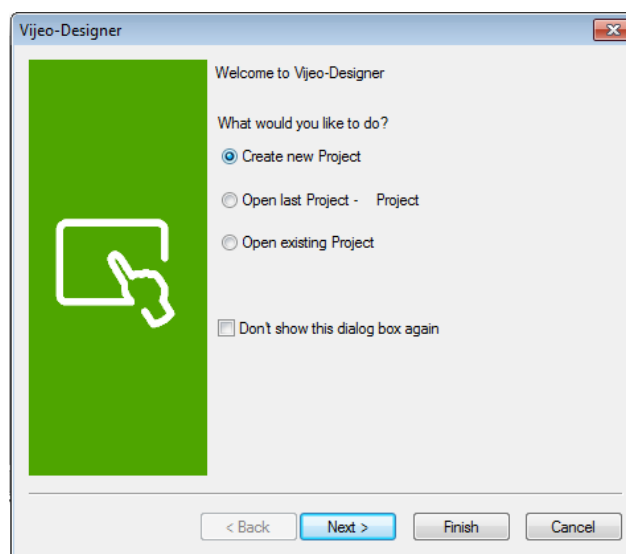 Vijeo-Designer
Welcome to Vijeo-Designer
What would you like to do?
Create new Project
Open last Project - Project
Open existing Project
Don't show this dialog box again
< Back Next > Finish Cancel